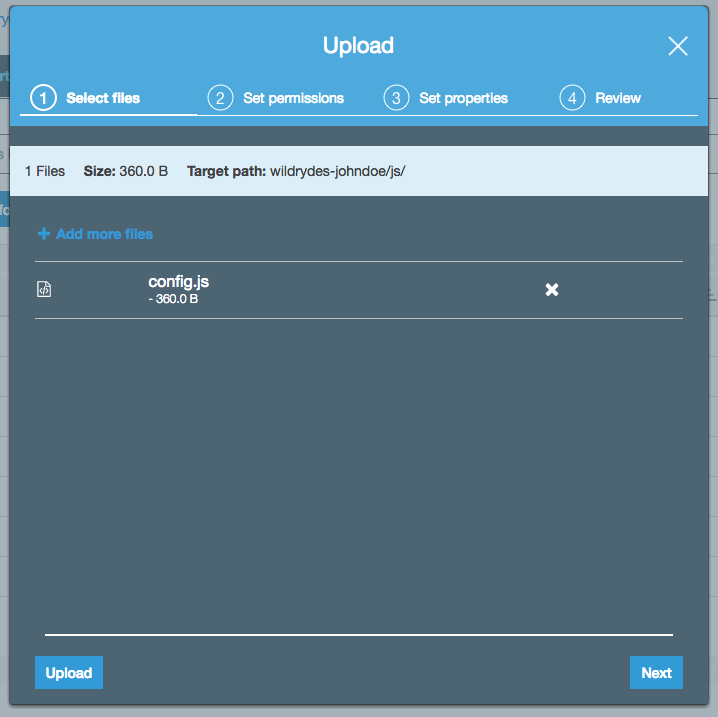 Upload
1 Select files 2 Set permissions 3 Set properties 4 Review
1 Files Size: 360.0 B Target path: wildrydes-johndoe/js/
+ Add more files
config.js
- 360.0 B
Upload Next